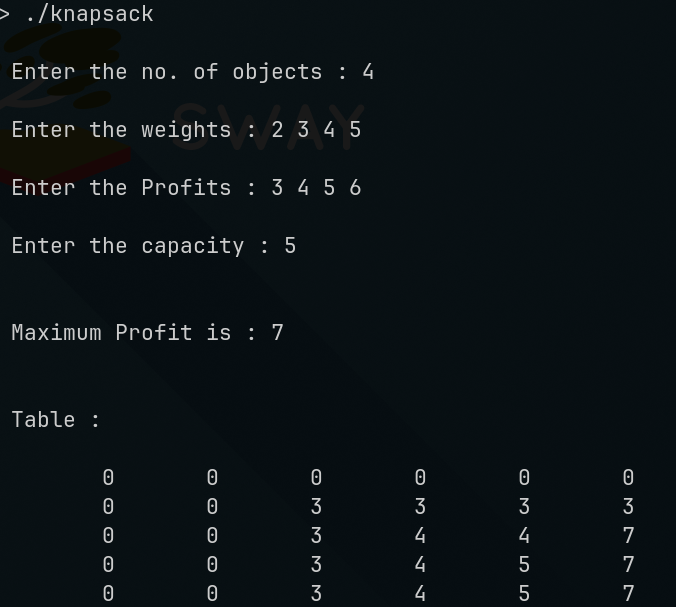 > ./knapsack
SWAY
Enter the no. of objects : 4
Enter the weights : 2 3 4 5
Enter the Profits : 3 4 5 6
Enter the capacity : 5
Maximum Profit is : 7
Table :
0 0 0 0 0 0
0 0 3 3 3 3
0 0 3 4 4 7
0 0 3 4 5 7
0 0 3 4 5 7